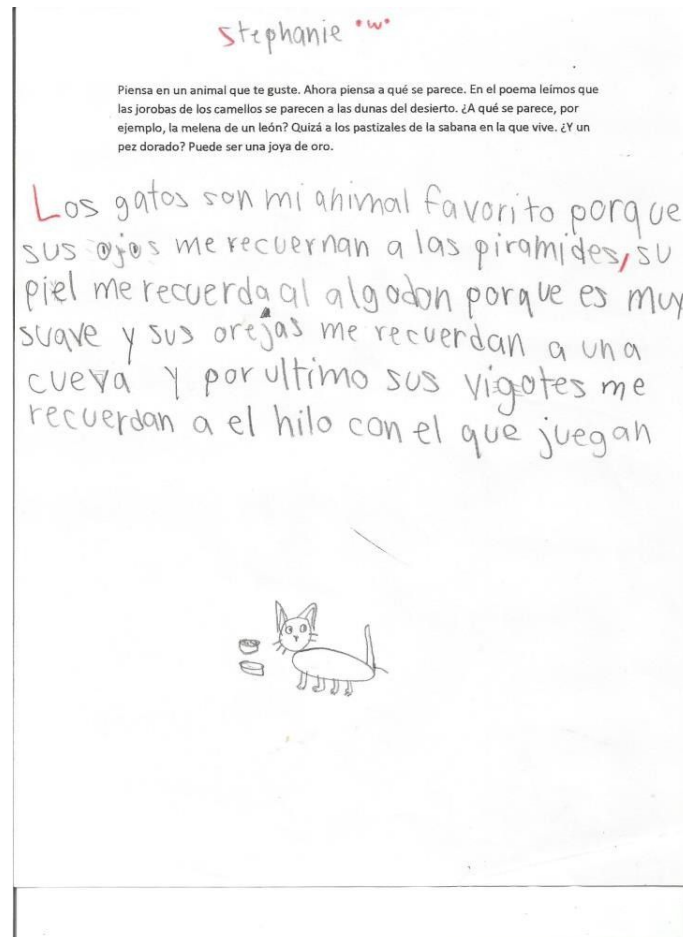 stephanie •w•
Piensa en un animal que te guste. Ahora piensa a qué se parece. En el poema leímos que
las jorobas de los camellos se parecen a las dunas del desierto. ¿A qué se parece, por
ejemplo, la melena de un león? Quizá a los pastizales de la sabana en la que vive. ¿Y un
pez dorado? Puede ser una joya de oro.
Los gatos son mi animal favorito porque
sus ojos me recuernan a las piramides, su
piel me recuerda al algodon porque es muy
suave y sus orejas me recuerdan a una
cueva y por ultimo sus vigotes me
recuerdan a el hilo con el que juegan